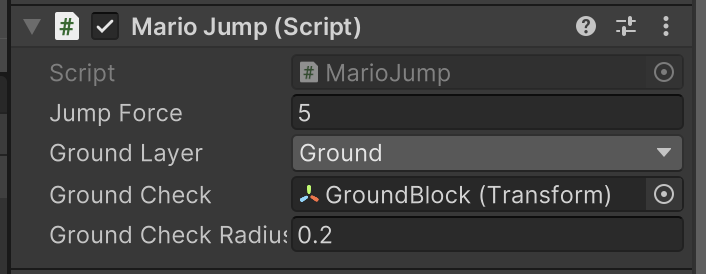 # Mario Jump (Script)
Script # MarioJump
Jump Force 5
Ground Layer Ground
Ground Check GroundBlock (Transform)
Ground Check Radius 0.2